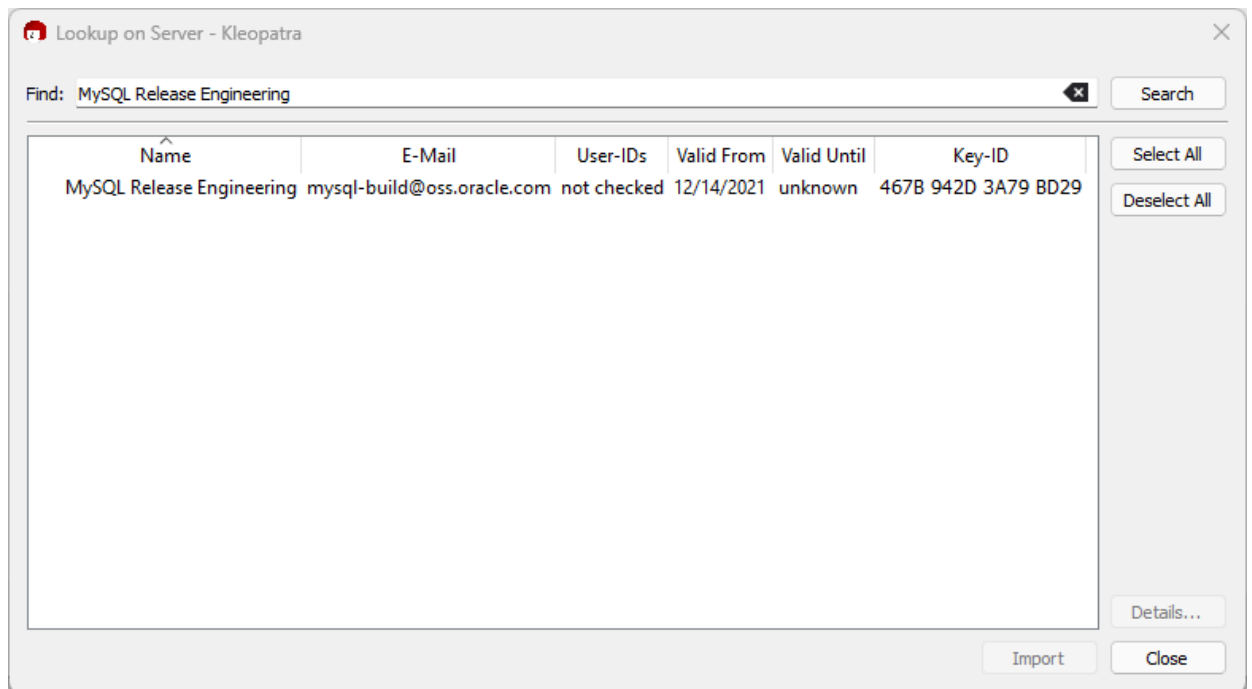 Lookup on Server - Kleopatra
Find: MySQL Release Engineering Search
Name E-Mail User-IDs Valid From Valid Until Key-ID Select All
MySQL Release Engineering mysql-build@oss.oracle.com not checked 12/14/2021 unknown 467B 942D 3A79 BD29
Deselect All
Details...
Import Close